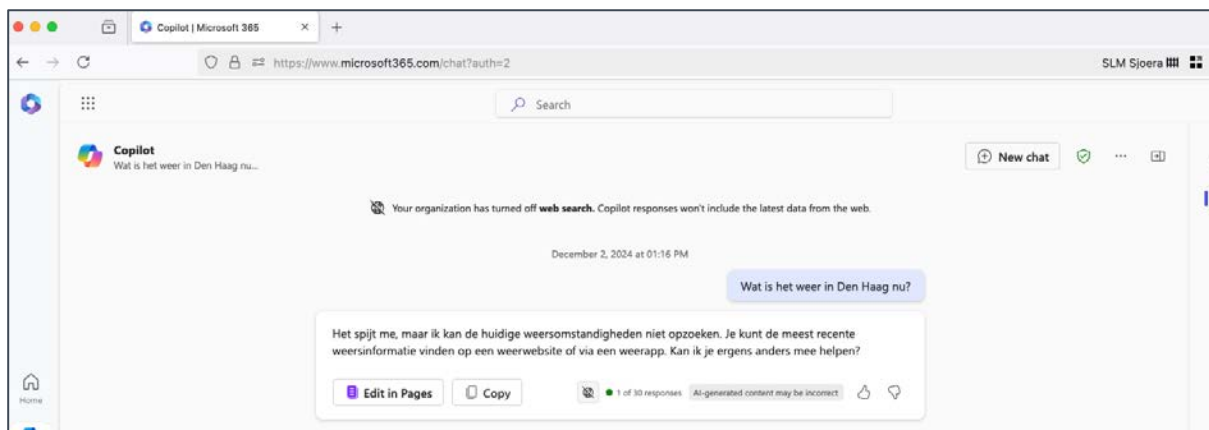 Copilot | Microsoft 365
https://www.microsoft365.com/chat?auth=2
SLM Sjoera
Search
Copilot
Wat is het weer in Den Haag nu...
New chat
Your organization has turned off web search. Copilot responses won't include the latest data from the web.
December 2, 2024 at 01:16 PM
Wat is het weer in Den Haag nu?
Het spijt me, maar ik kan de huidige weersomstandigheden niet opzoeken. Je kunt de meest recente
weersinformatie vinden op een weerwebsite of via een weerapp. Kan ik je ergens anders mee helpen?
Edit in Pages
Copy
1 of 30 responses
AI-generated content may be incorrect
Home